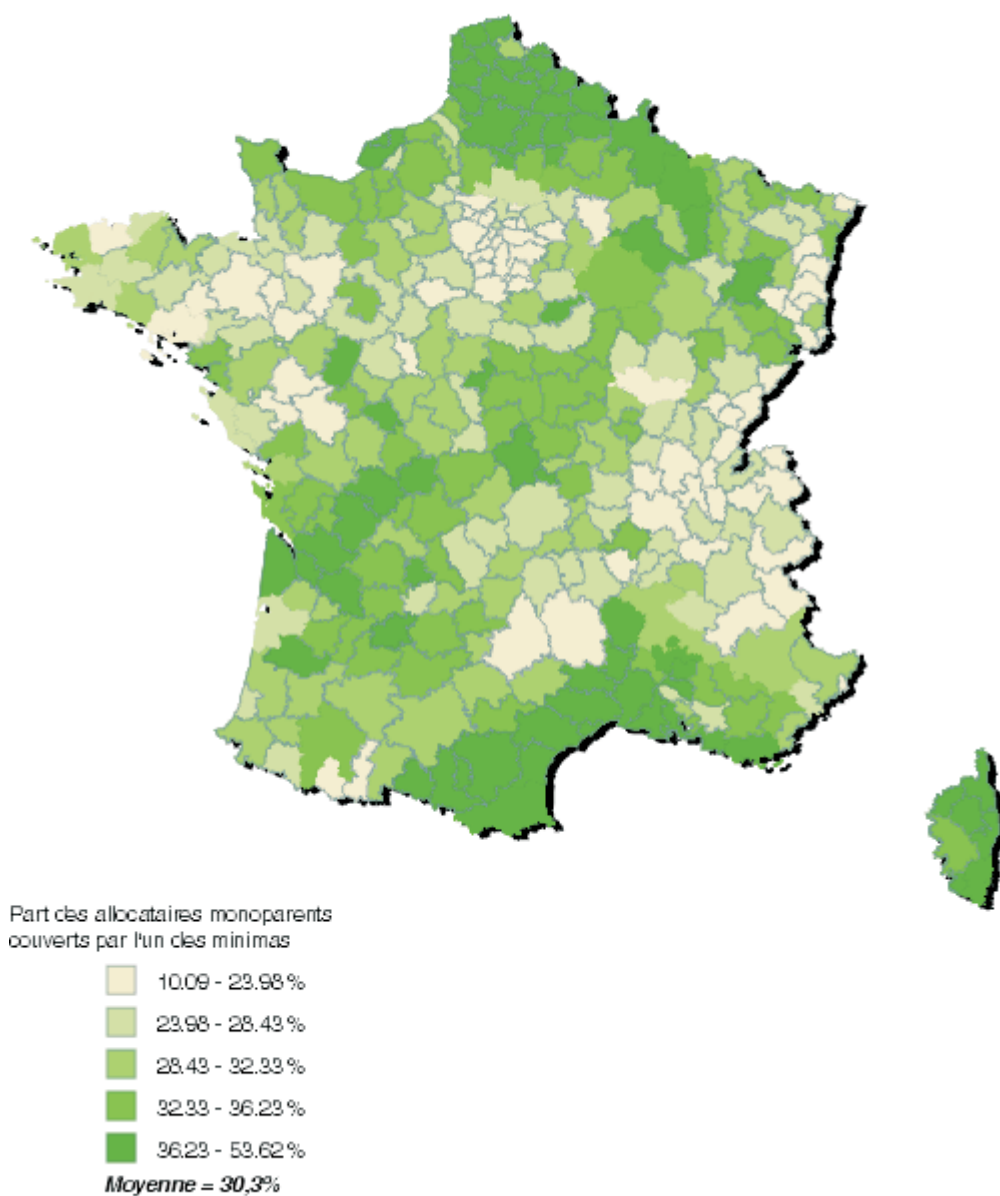 Part des allocataires monoparents
couverts par l'un des minimas
10.09 - 23.98 %
23.98 - 28.43 %
28.43 - 32.33 %
32.33 - 36.23 %
36.23 - 53.62 %
Moyenne = 30,3%